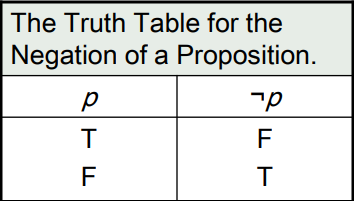 The Truth Table for the
Negation of a Proposition.
p ¬p
T F
F T